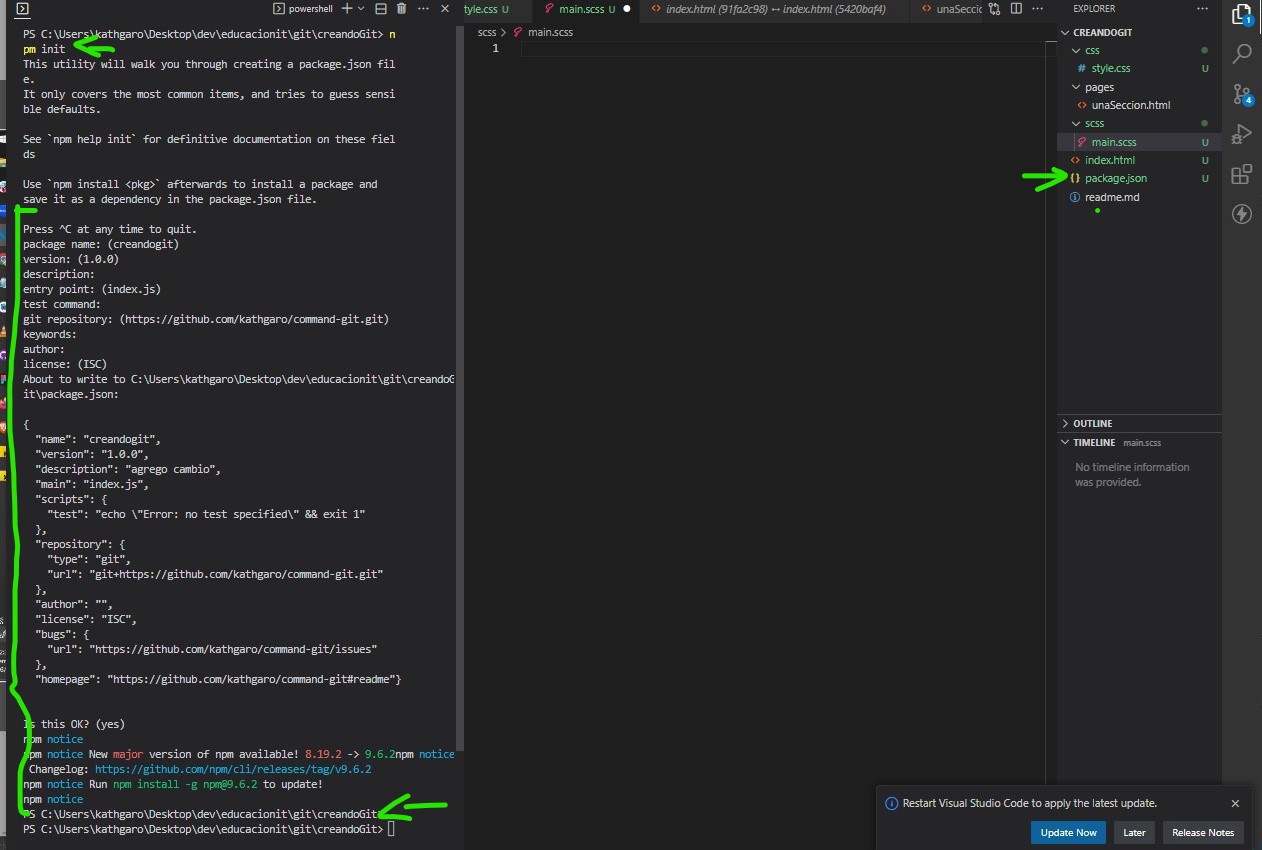 powershell
PS C:\Users\kathgaro\Desktop\dev\educacionit\git\creandoGit> n
pm init
This utility will walk you through creating a package.json fil
e.
It only covers the most common items, and tries to guess sensi
ble defaults.
See `npm help init` for definitive documentation on these fiel
ds
Use `npm install <pkg>` afterwards to install a package and
save it as a dependency in the package.json file.
Press ^C at any time to quit.
package name: (creandogit)
version: (1.0.0)
description:
entry point: (index.js)
test command:
git repository: (https://github.com/kathgaro/command-git.git)
keywords:
author:
license: (ISC)
About to write to C:\Users\kathgaro\Desktop\dev\educacionit\git\creandoG
it\package.json:
{
"name": "creandogit",
"version": "1.0.0",
"description": "agrego cambio",
"main": "index.js",
"scripts": {
"test": "echo \"Error: no test specified\" && exit 1"
},
"repository": {
"type": "git",
"url": "git+https://github.com/kathgaro/command-git.git"
},
"author": "",
"license": "ISC",
"bugs": {
"url": "https://github.com/kathgaro/command-git/issues"
},
"homepage": "https://github.com/kathgaro/command-git#readme"}
Is this OK? (yes)
npm notice
npm notice New major version of npm available! 8.19.2 -> 9.6.2npm notice
Changelog: https://github.com/npm/cli/releases/tag/v9.6.2
npm notice Run npm install -g npm@9.6.2 to update!
npm notice
PS C:\Users\kathgaro\Desktop\dev\educacionit\git\creandoGit>
PS C:\Users\kathgaro\Desktop\dev\educacionit\git\creandoGit>
tyle.css U main.scss U index.html (91fa2c98) ↔ index.html (5420baf4) unaSeccic
scss > main.scss
1
EXPLORER
CREANDOGIT
css
# style.css U
pages
unaSeccion.html
scss
main.scss U
index.html U
{} package.json U
readme.md
OUTLINE
TIMELINE main.scss
No timeline information
was provided.
1
4
Restart Visual Studio Code to apply the latest update.
Update Now Later Release Notes